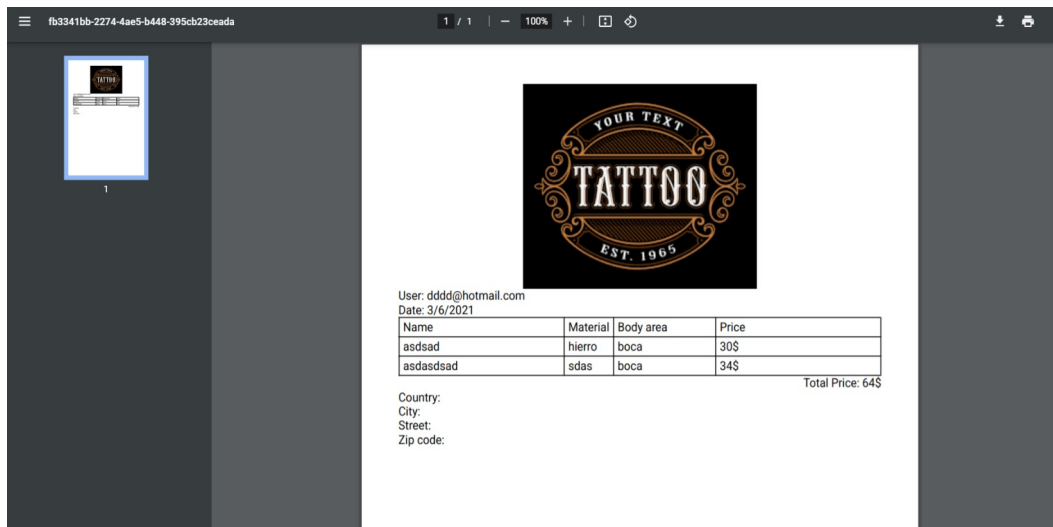 fb3341bb-2274-4ae5-b448-395cb23ceada
1 / 1
100%
1
YOUR TEXT
TATTOO
EST. 1965
User: dddd@hotmail.com
Date: 3/6/2021
Name Material Body area Price
asdsad hierro boca 30$
asdasdsad sdas boca 34$
Total Price: 64$
Country:
City:
Street:
Zip code: